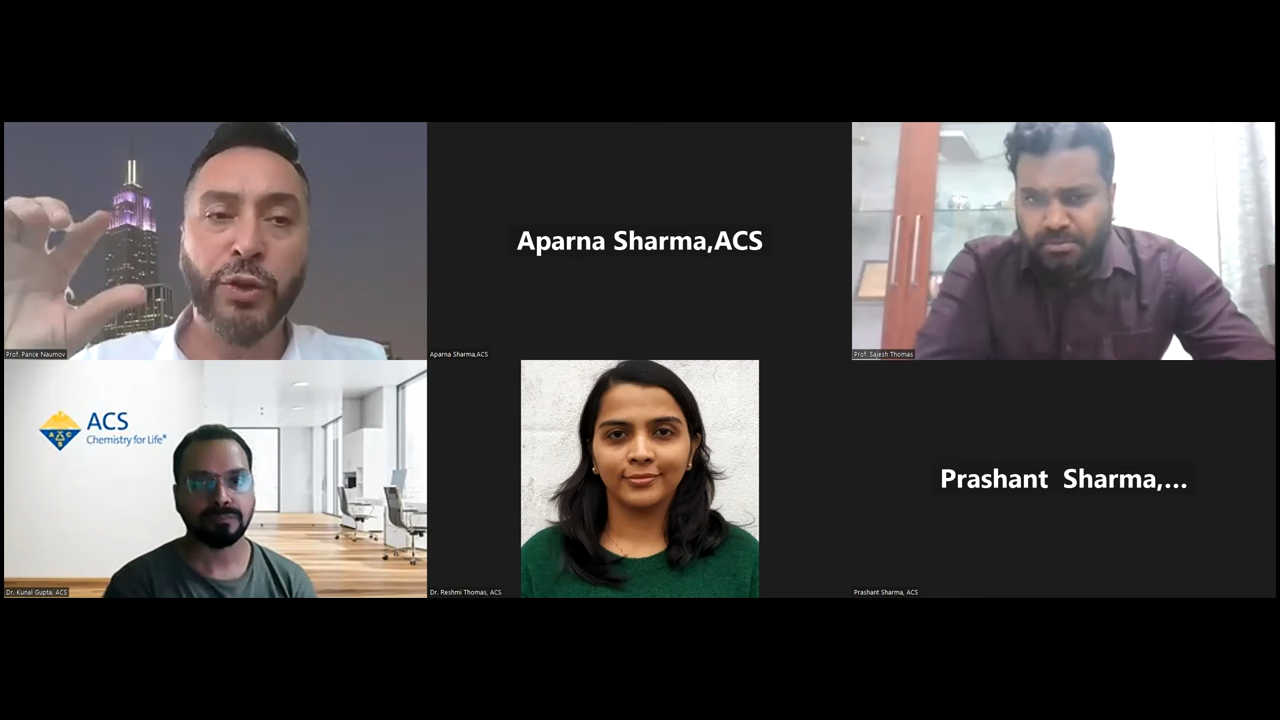 Aparna Sharma,ACS
Prof. Pance Naumov
Aparna Sharma,ACS
Prof. Sajesh Thomas
ACS
Chemistry for Life®
A C S
Prashant Sharma,...
Dr. Kunal Gupta, ACS
Dr. Reshmi Thomas, ACS
Prashant Sharma, ACS